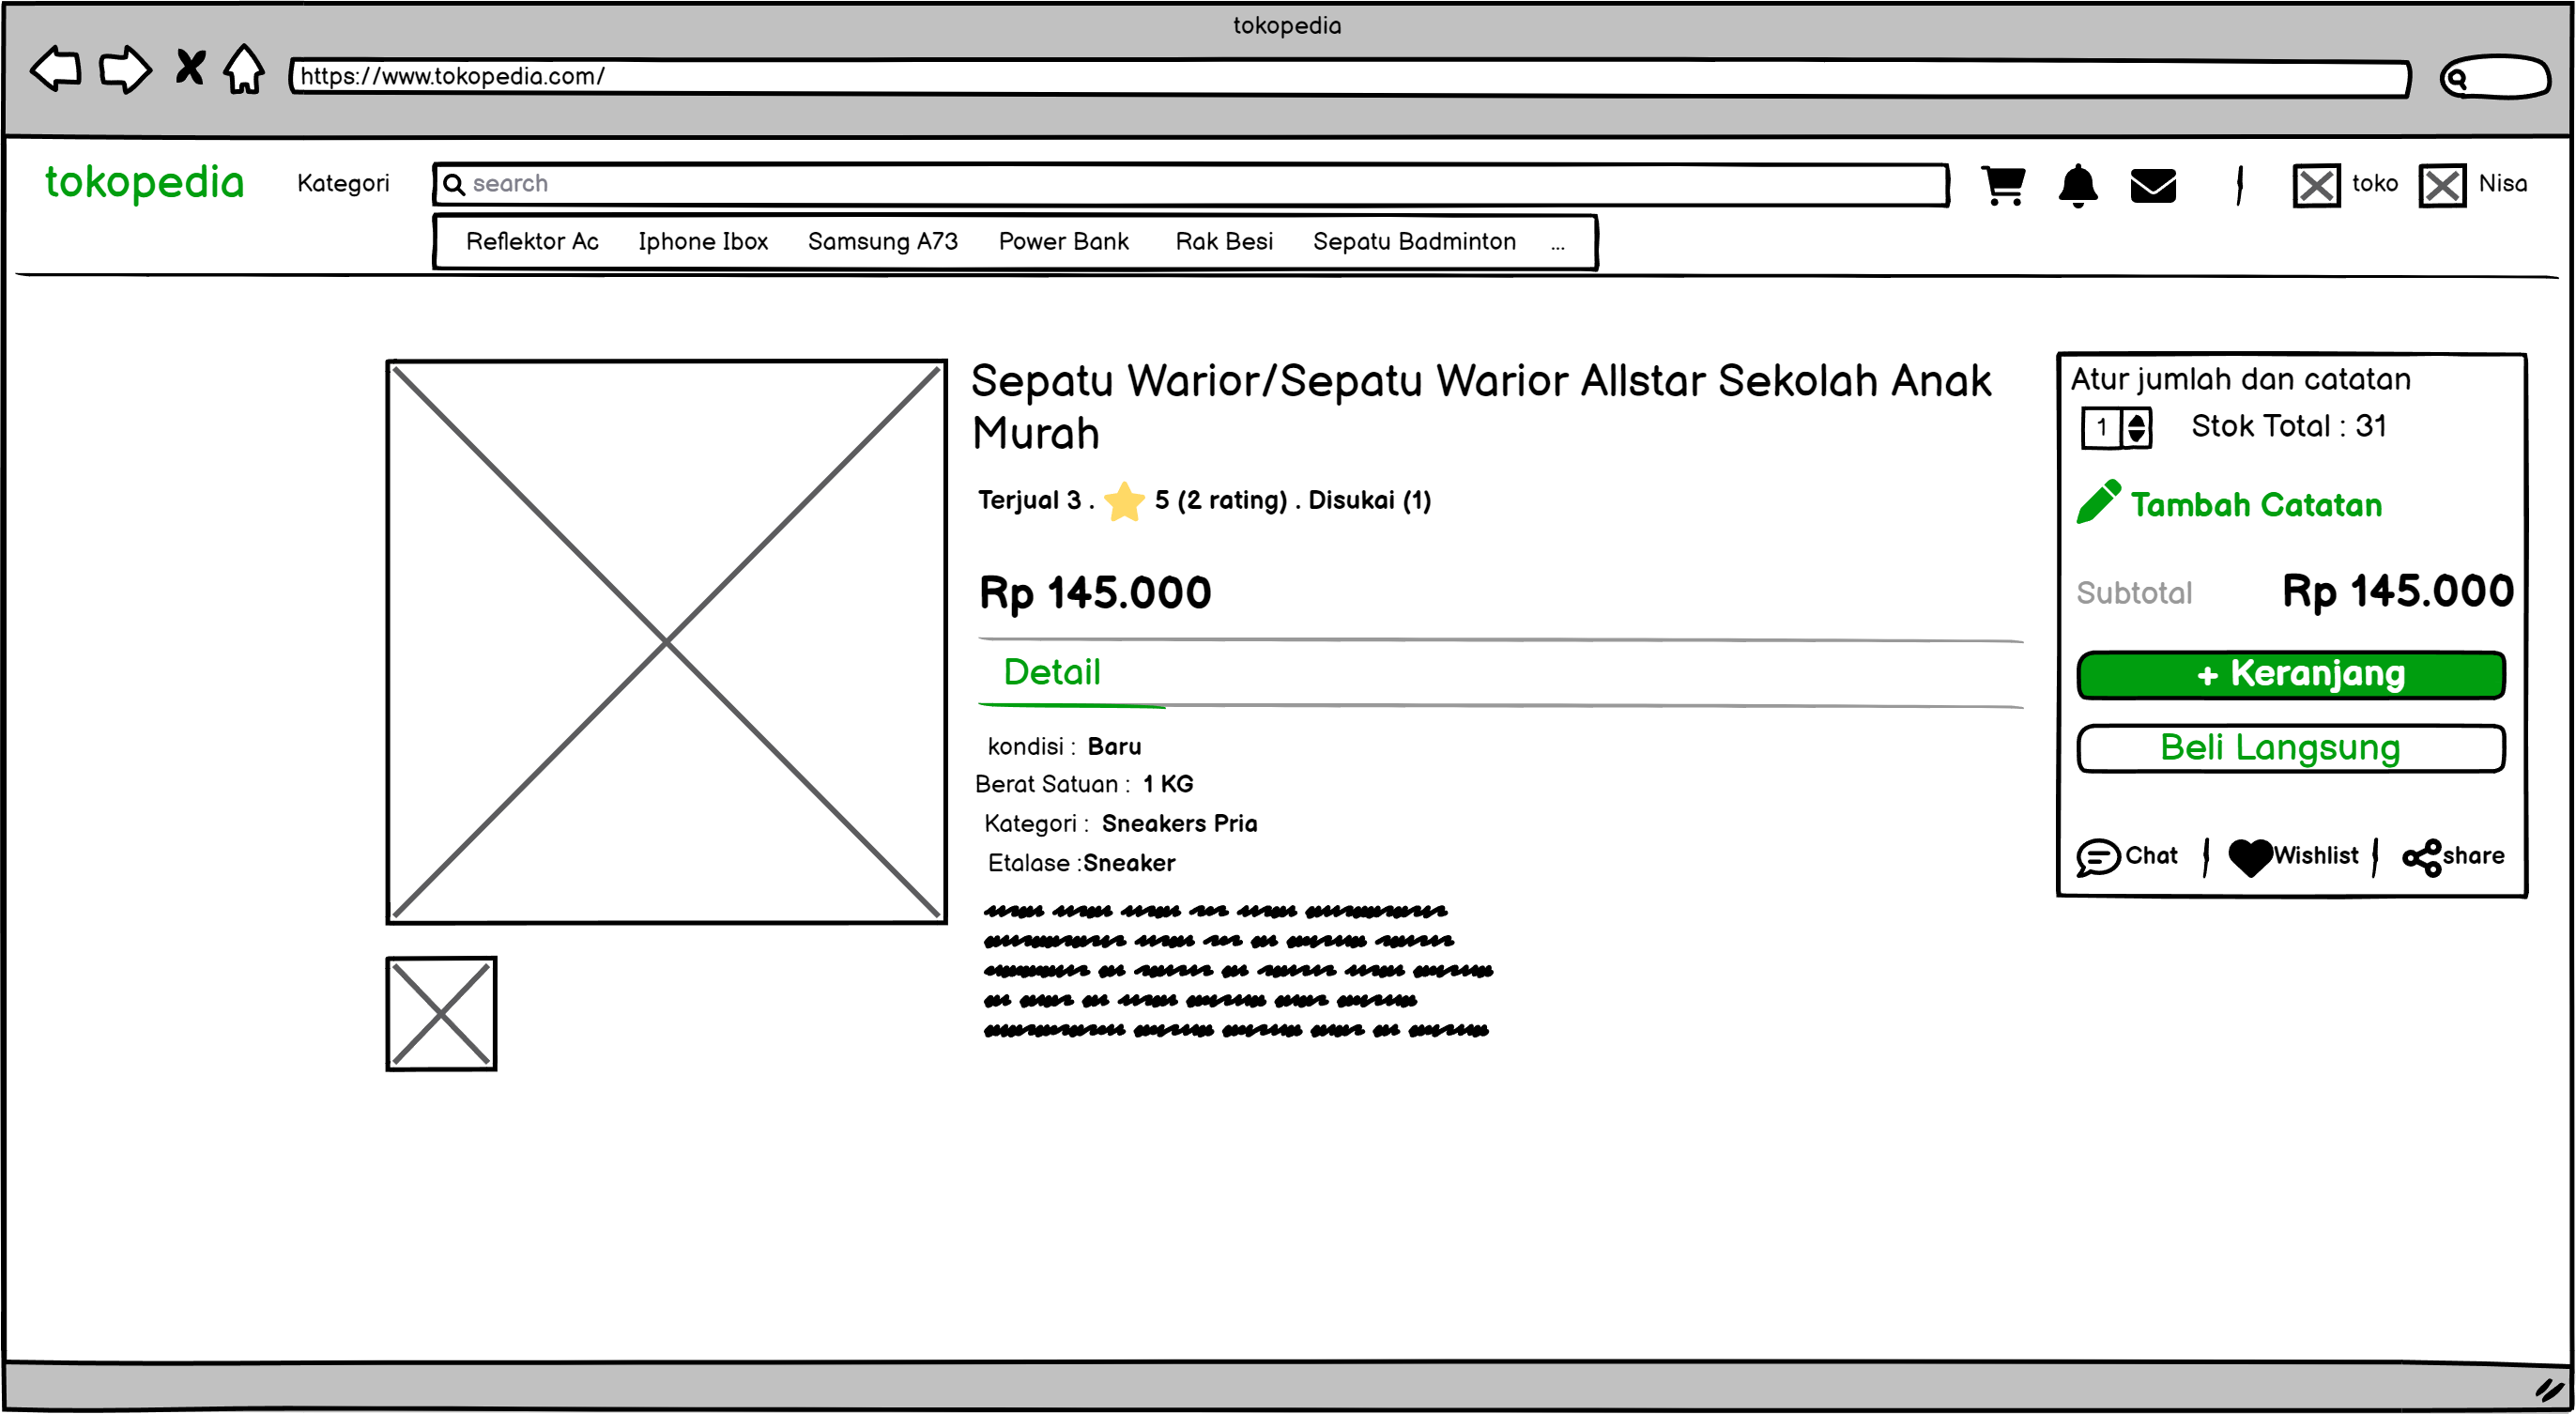 tokopedia
https://www.tokopedia.com/
tokopedia Kategori search toko Nisa
Reflektor Ac Iphone Ibox Samsung A73 Power Bank Rak Besi Sepatu Badminton ...
Sepatu Warior/Sepatu Warior Allstar Sekolah Anak
Murah
Terjual 3 . 5 (2 rating) . Disukai (1)
Rp 145.000
Detail
kondisi : Baru
Berat Satuan : 1 KG
Kategori : Sneakers Pria
Etalase :Sneaker
Atur jumlah dan catatan
1 Stok Total : 31
Tambah Catatan
Subtotal Rp 145.000
+ Keranjang
Beli Langsung
Chat Wishlist share